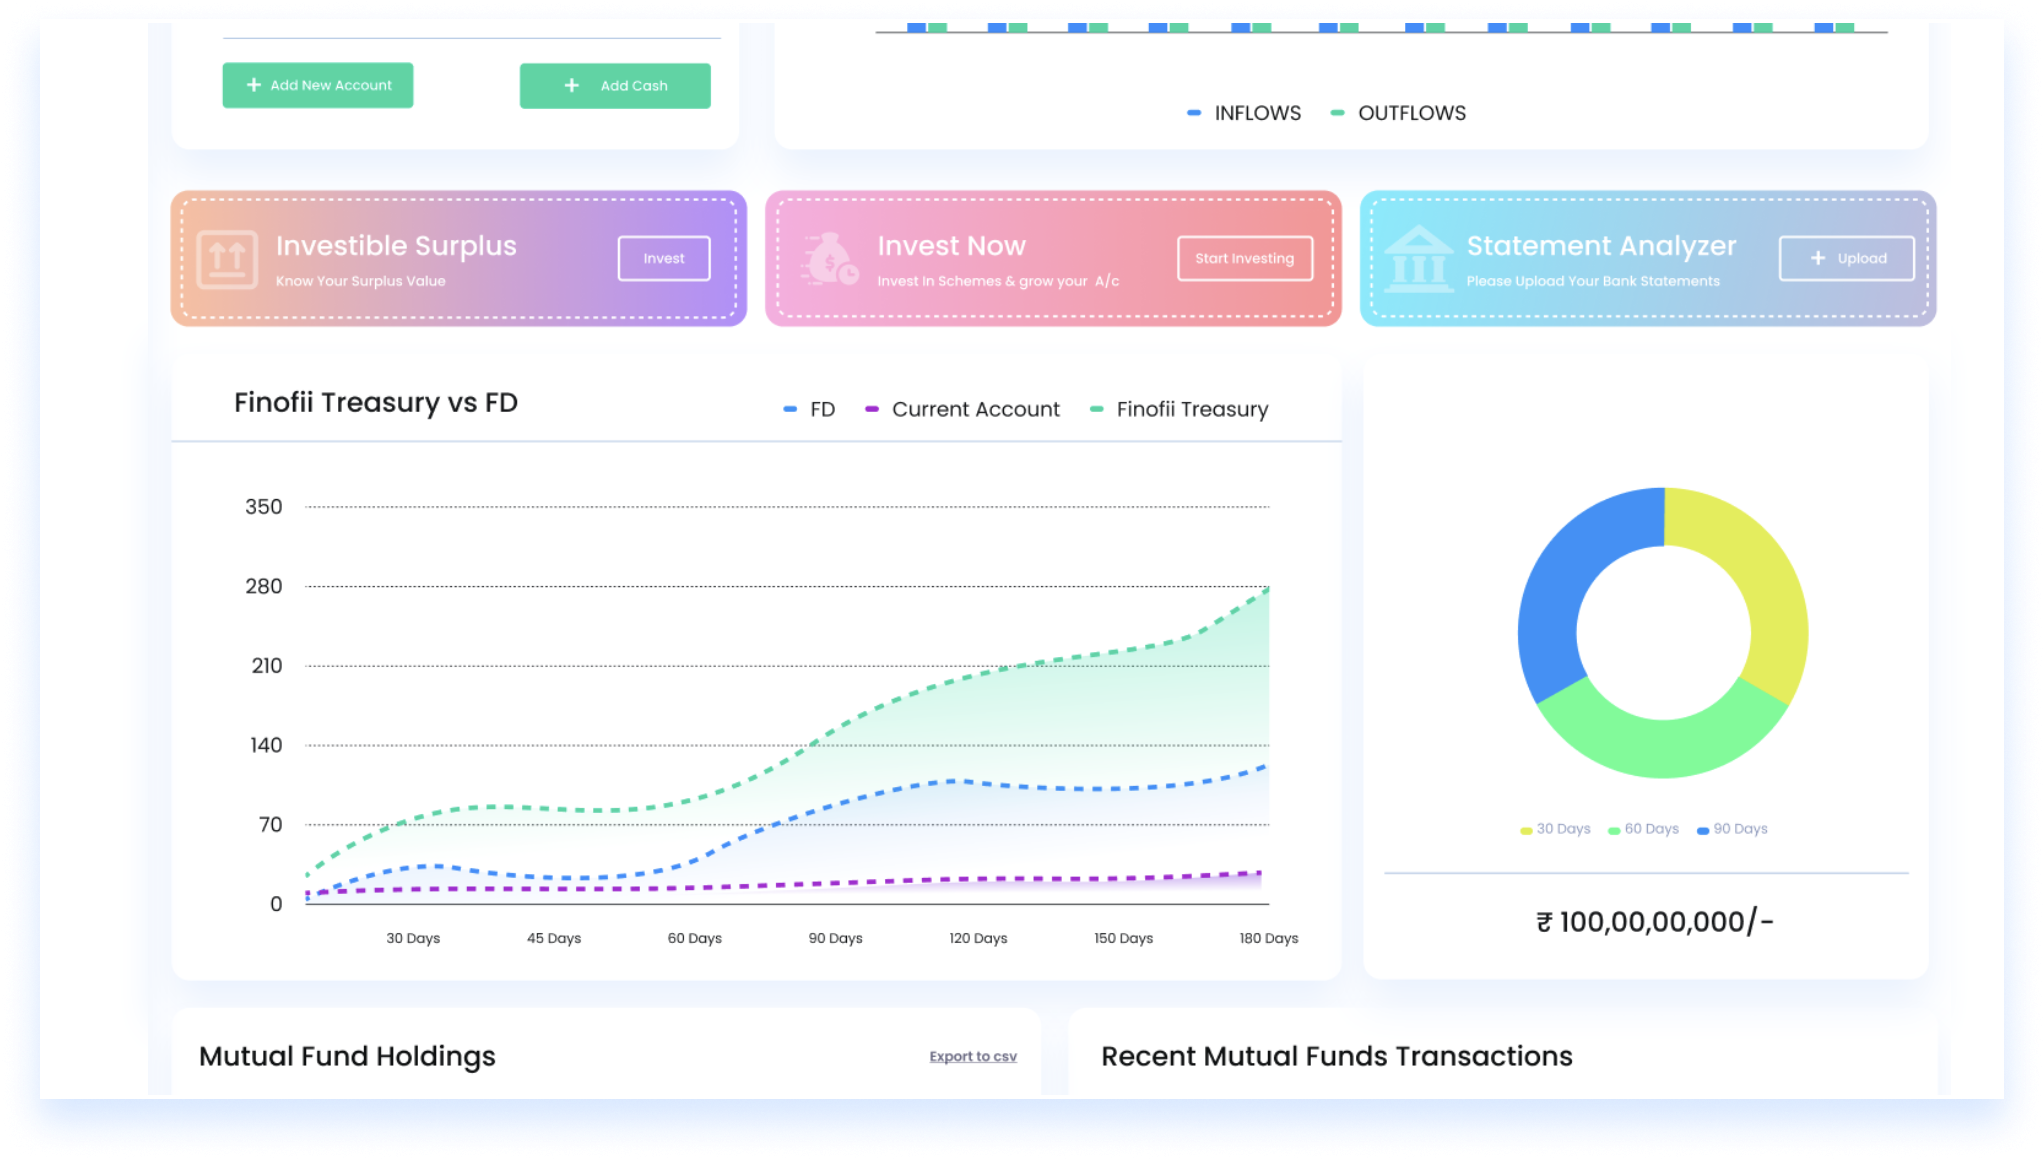 Add New Account
Add Cash
INFLOWS OUTFLOWS
Investible Surplus
Know Your Surplus Value
Invest
Invest Now
Invest In Schemes & grow your A/c
Start Investing
Statement Analyzer
Please Upload Your Bank Statements
+ Upload
Finofii Treasury vs FD
FD Current Account Finofii Treasury
350
280
210
140
70
0
30 Days 45 Days 60 Days 90 Days 120 Days 150 Days 180 Days
30 Days 60 Days 90 Days
₹ 100,00,00,000/-
Mutual Fund Holdings
Export to csv
Recent Mutual Funds Transactions